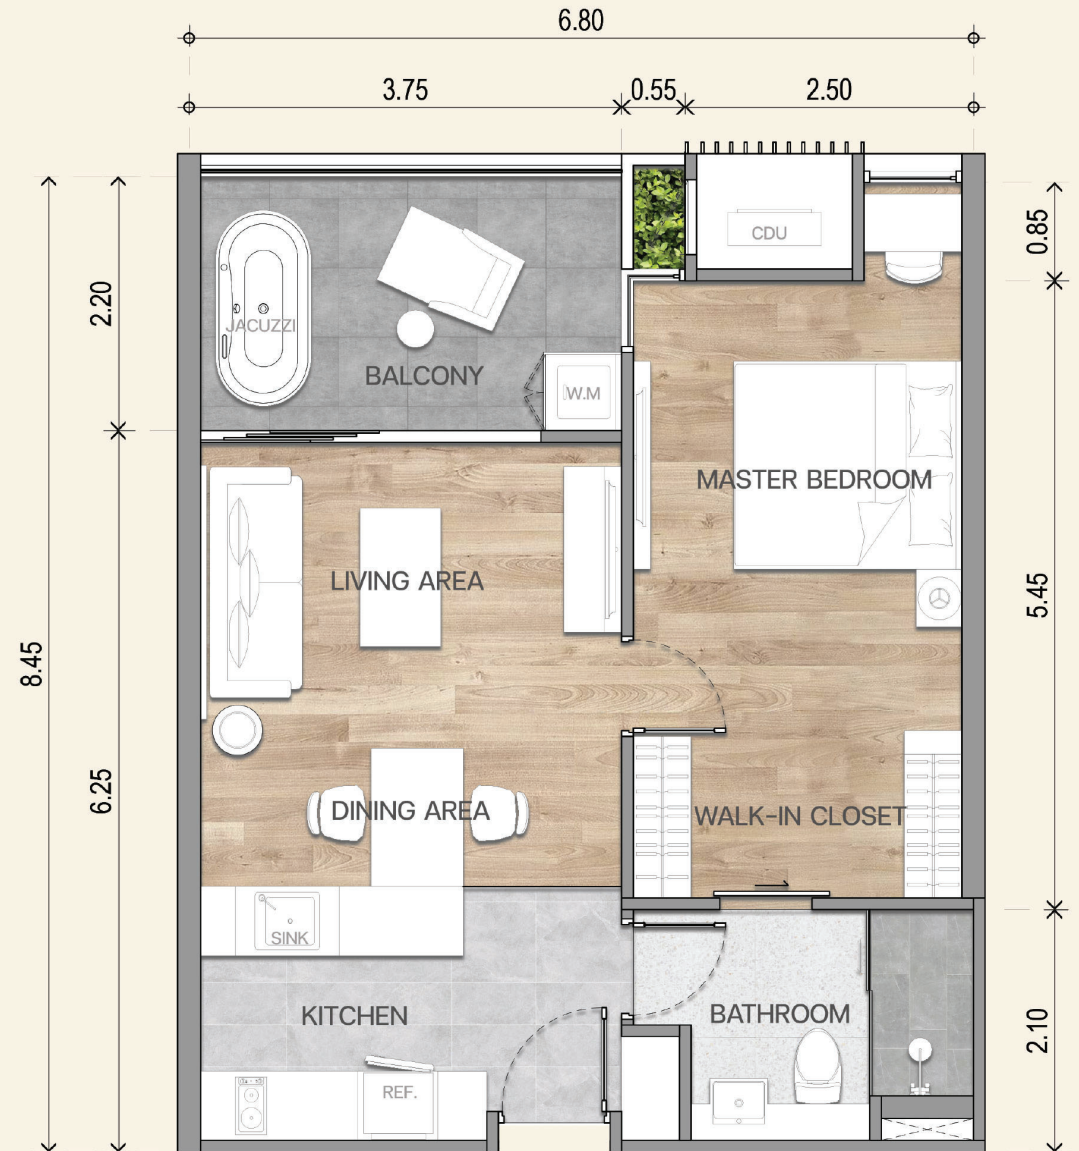 6.80
3.75
0.55
2.50
CDU
0.85
2.20
JACUZZI
BALCONY
W.M
MASTER BEDROOM
LIVING AREA
5.45
8.45
6.25
DINING AREA
WALK-IN CLOSET
SINK
KITCHEN
BATHROOM
2.10
REF.